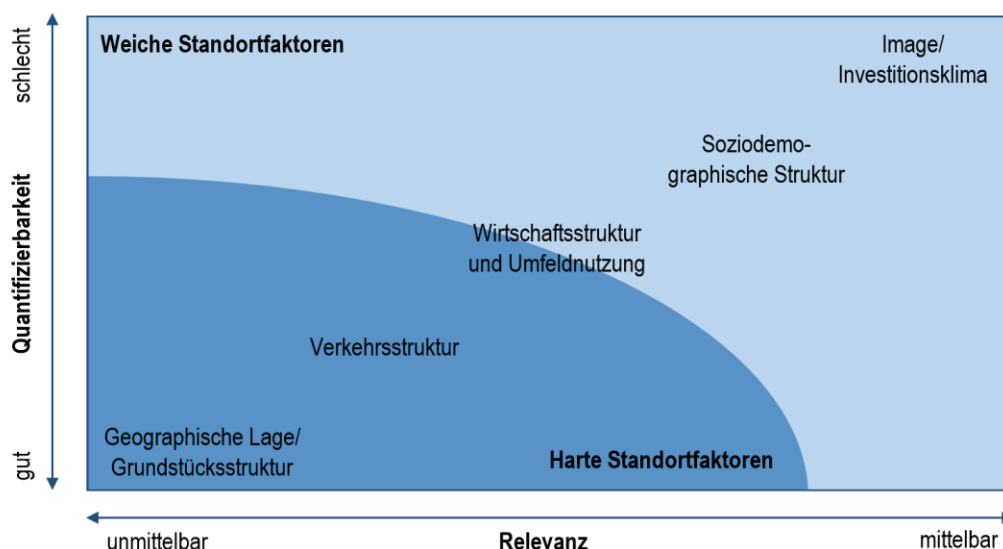 schlecht
Quantifizierbarkeit
gut
Weiche Standortfaktoren
Image/
Investitionsklima
Soziodemo-
graphische Struktur
Wirtschaftsstruktur
und Umfeldnutzung
Verkehrsstruktur
Geographische Lage/
Grundstücksstruktur
Harte Standortfaktoren
unmittelbar
Relevanz
mittelbar